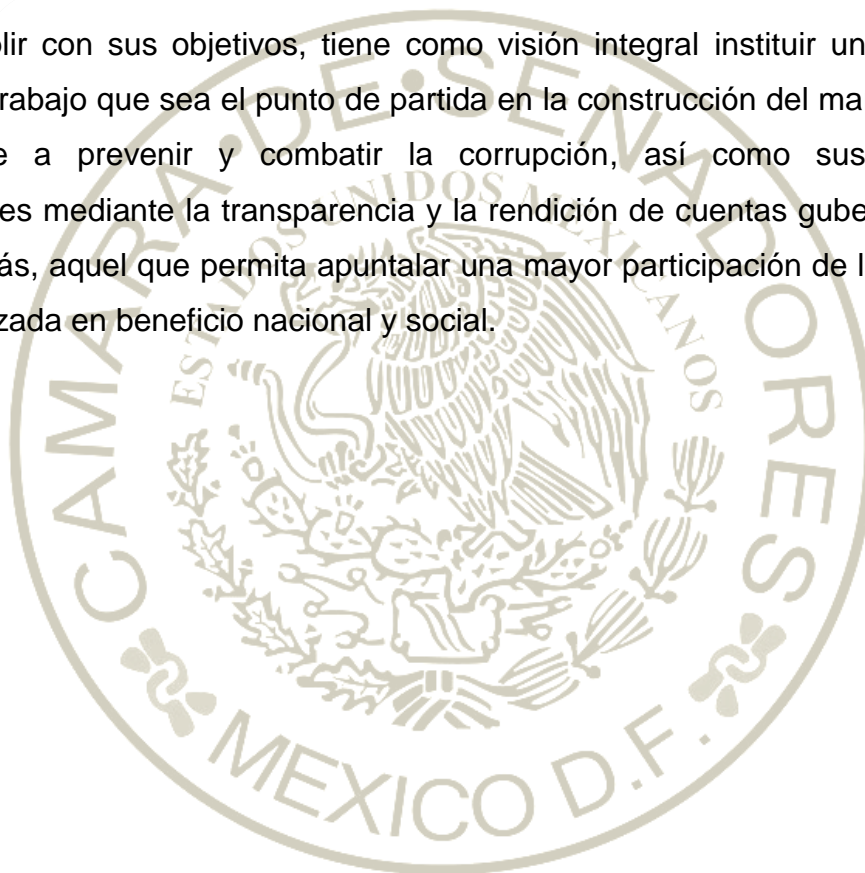 lir con sus objetivos, tiene como visión integral instituir un
rabajo que sea el punto de partida en la construcción del ma
e a prevenir y combatir la corrupción, así como sus
es mediante la transparencia y la rendición de cuentas gube
ás, aquel que permita apuntalar una mayor participación de l
zada en beneficio nacional y social.
CAMARA•DE•SENADORES
ESTADOS UNIDOS MEXICANOS
MEXICO D.F.